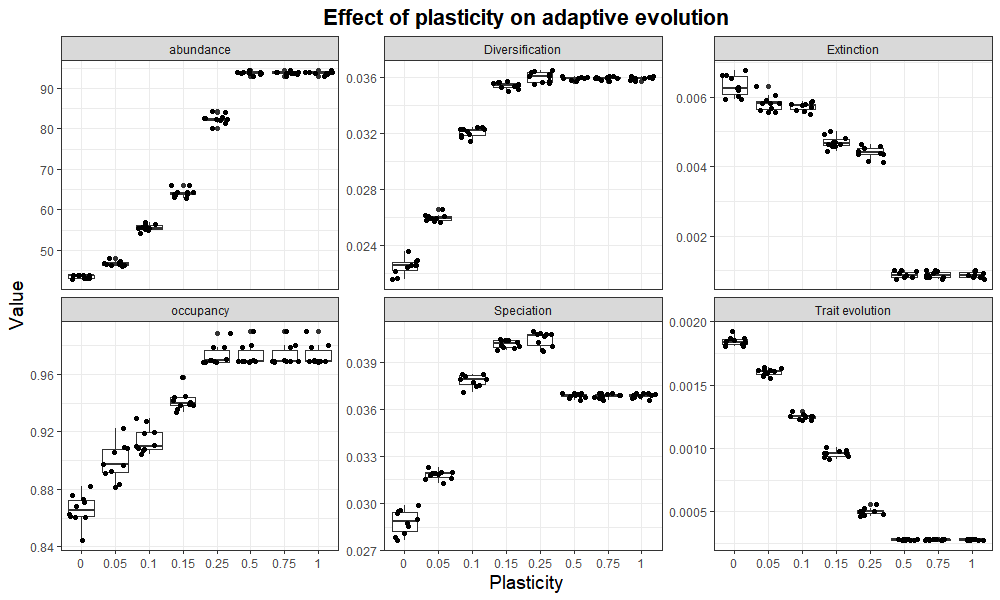 Effect of plasticity on adaptive evolution
abundance
Diversification
Extinction
90
80
70
60
50
0.036
0.032
0.028
0.024
0.006
0.004
0.002
Value
occupancy
Speciation
Trait evolution
0.96
0.92
0.88
0.84
0.039
0.036
0.033
0.030
0.027
0.0020
0.0015
0.0010
0.0005
0 0.05 0.1 0.15 0.25 0.5 0.75 1
0 0.05 0.1 0.15 0.25 0.5 0.75 1
0 0.05 0.1 0.15 0.25 0.5 0.75 1
Plasticity